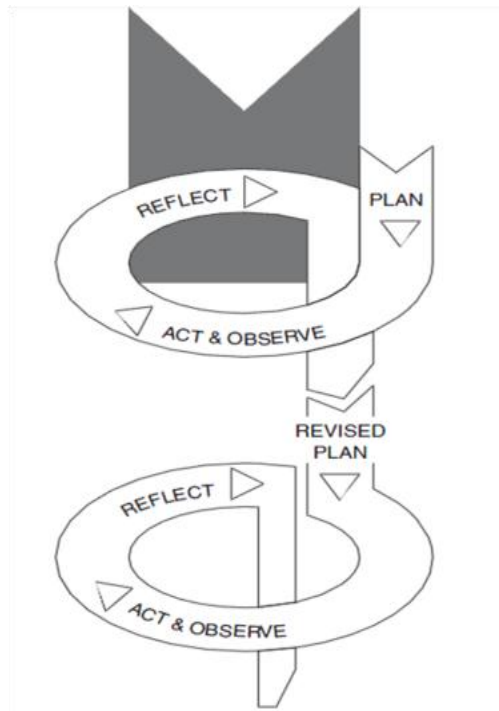 REFLECT
PLAN
ACT & OBSERVE
REVISED
PLAN
REFLECT
ACT & OBSERVE